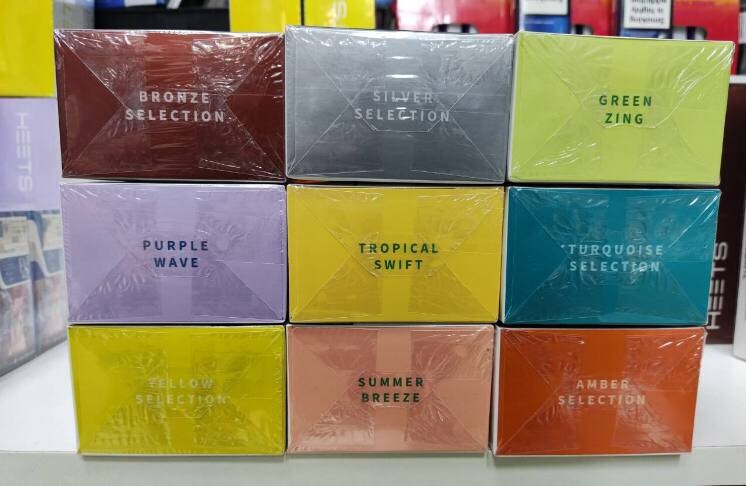 BRONZE
SELECTION
SILVER
SELECTION
GREEN
ZING
PURPLE
WAVE
TROPICAL
SWIFT
TURQUOISE
SELECTION
YELLOW
SELECTION
SUMMER
BREEZE
AMBER
SELECTION
HEETS
HEETS